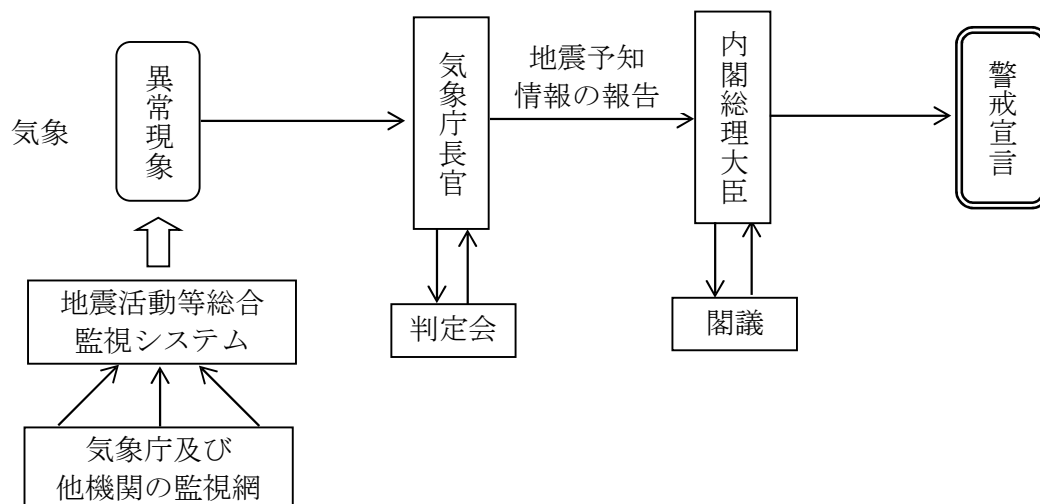 気象
異常現象
気象庁長官
地震予知
情報の報告
内閣総理大臣
警戒宣言
地震活動等総合
監視システム
判定会
閣議
気象庁及び
他機関の監視網